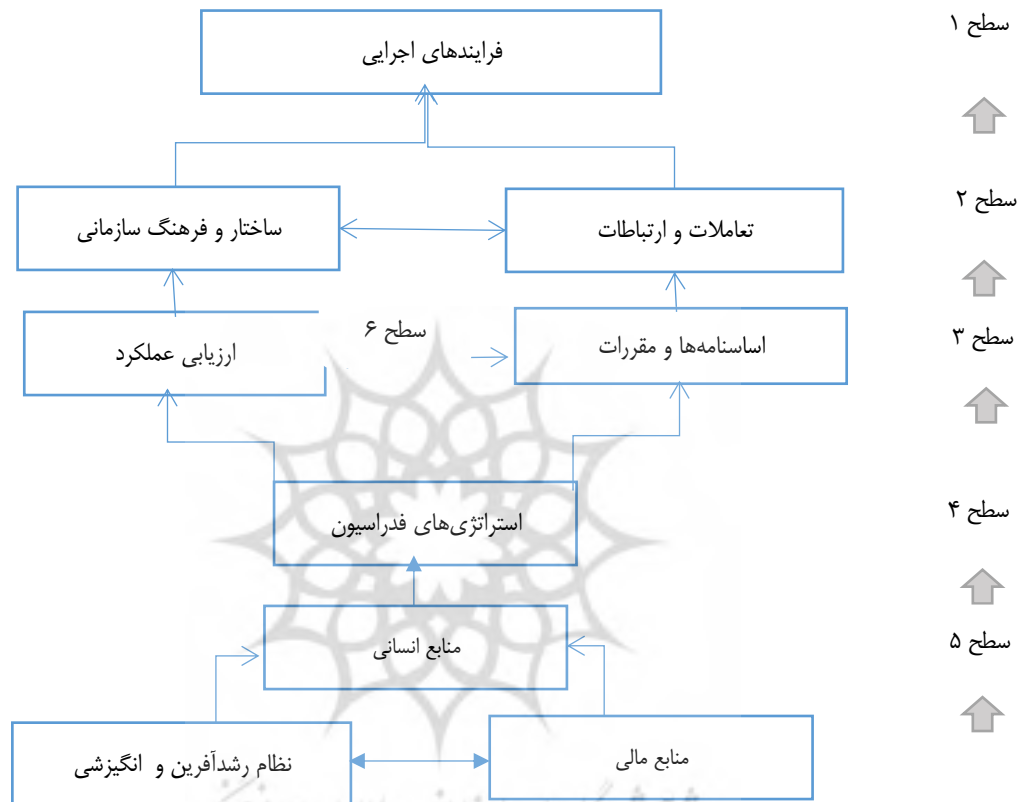 سطح ۱
فرایندهای اجرایی
سطح ۲
تعاملات و ارتباطات
ساختار و فرهنگ سازمانی
سطح ۳
اساسنامه‌ها و مقررات
سطح ۶
ارزیابی عملکرد
سطح ۴
استراتژی‌های فدراسیون
سطح ۵
منابع انسانی
منابع مالی
نظام رشدآفرین و انگیزشی